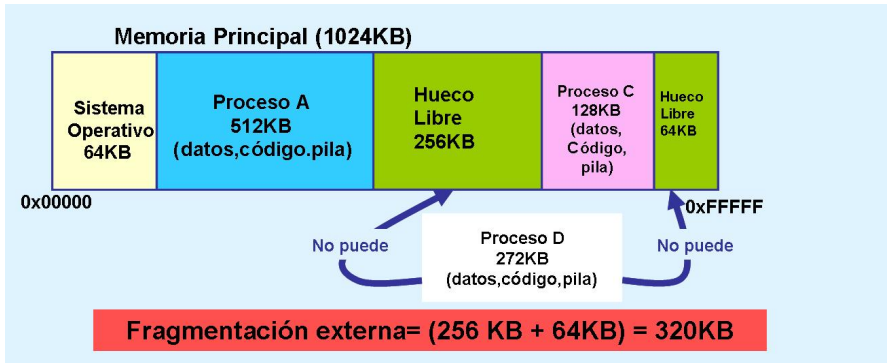 Memoria Principal (1024KB)
Sistema
Operativo
64KB
Proceso A
512KB
(datos,código.pila)
Hueco
Libre
256KB
Proceso C
128KB
(datos,
Código,
pila)
Hueco
Libre
64KB
0x00000
0xFFFFF
No puede
Proceso D
272KB
(datos,código,pila)
No puede
Fragmentación externa= (256 KB + 64KB) = 320KB